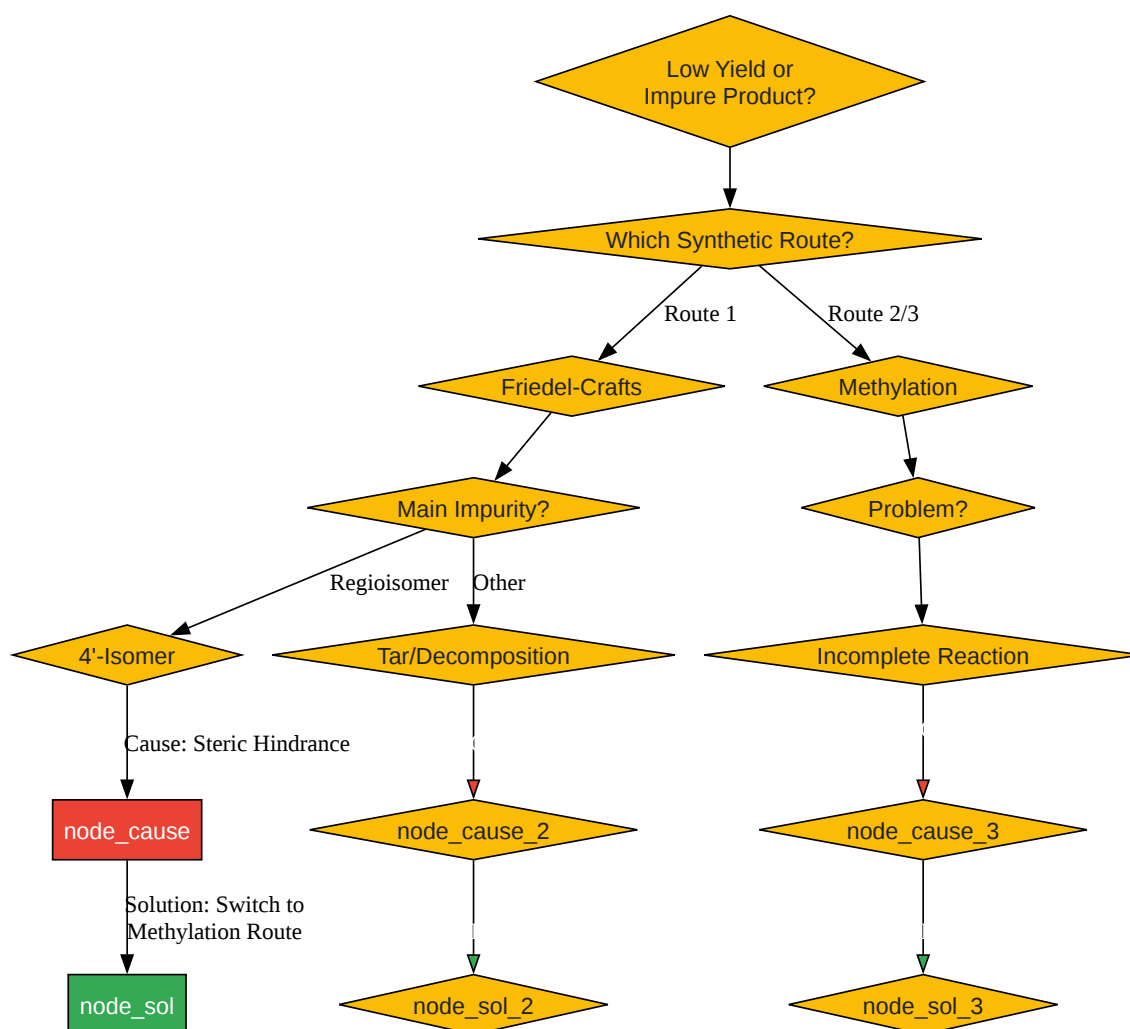 Low Yield or
Impure Product?
Which Synthetic Route?
Route 1
Route 2/3
Friedel-Crafts
Methylation
Main Impurity?
Problem?
Regioisomer
Other
4'-Isomer
Tar/Decomposition
Incomplete Reaction
Cause: Steric Hindrance
node_cause
node_cause_2
node_cause_3
Solution: Switch to
Methylation Route
node_sol
node_sol_2
node_sol_3